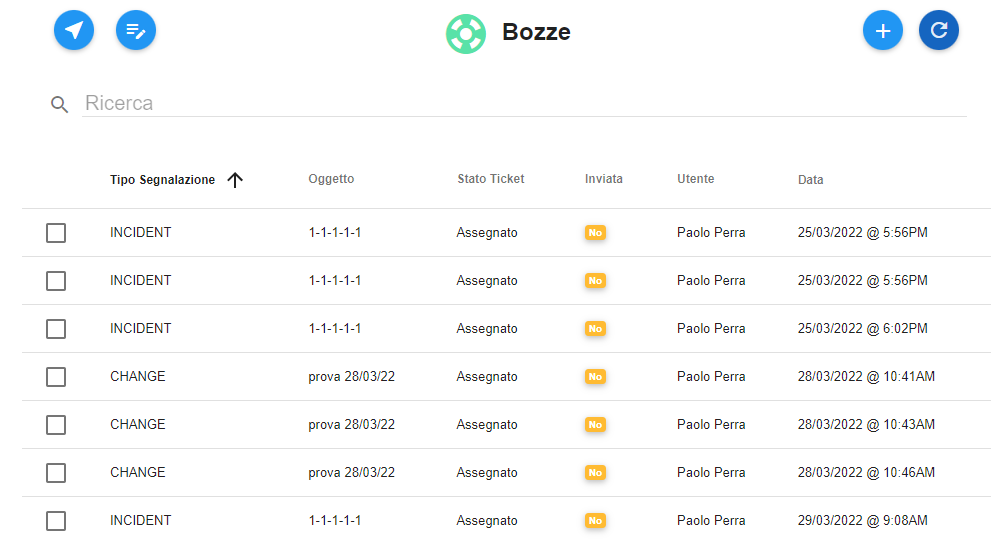 Bozze
Ricerca
Tipo Segnalazione Oggetto Stato Ticket Inviata Utente Data
INCIDENT 1-1-1-1-1 Assegnato No Paolo Perra 25/03/2022 @ 5:56PM
INCIDENT 1-1-1-1-1 Assegnato No Paolo Perra 25/03/2022 @ 5:56PM
INCIDENT 1-1-1-1-1 Assegnato No Paolo Perra 25/03/2022 @ 6:02PM
CHANGE prova 28/03/22 Assegnato No Paolo Perra 28/03/2022 @ 10:41AM
CHANGE prova 28/03/22 Assegnato No Paolo Perra 28/03/2022 @ 10:43AM
CHANGE prova 28/03/22 Assegnato No Paolo Perra 28/03/2022 @ 10:46AM
INCIDENT 1-1-1-1-1 Assegnato No Paolo Perra 29/03/2022 @ 9:08AM